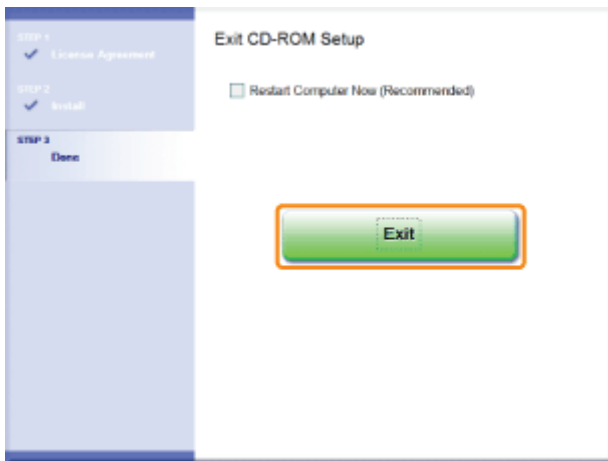 STEP 1
License Agreement
STEP 2
Install
STEP 3
Done
Exit CD-ROM Setup
Restart Computer Now (Recommended)
Exit